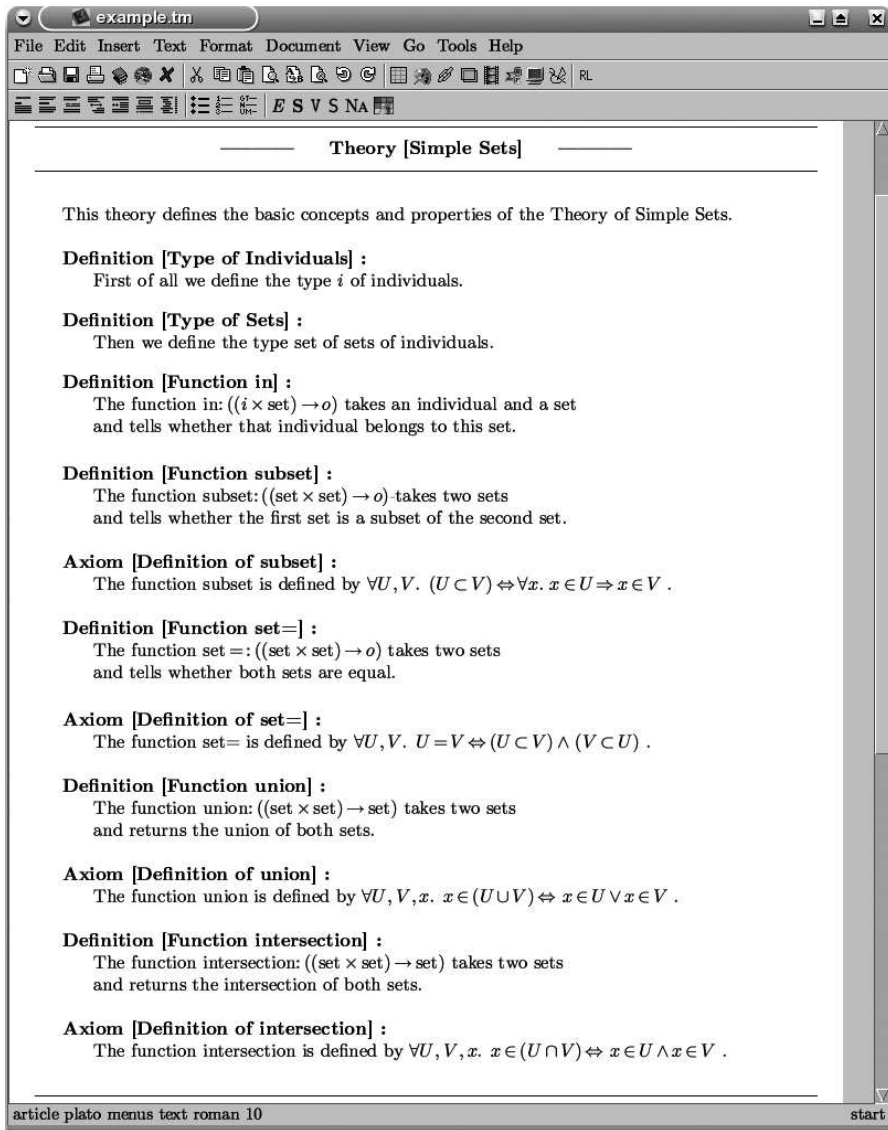 example.tm
File Edit Insert Text Format Document View Go Tools Help
RL
E S V S NA
Theory [Simple Sets]
This theory defines the basic concepts and properties of the Theory of Simple Sets.
Definition [Type of Individuals] :
First of all we define the type i of individuals.
Definition [Type of Sets] :
Then we define the type set of sets of individuals.
Definition [Function in] :
The function in: ((i × set) → o) takes an individual and a set
and tells whether that individual belongs to this set.
Definition [Function subset] :
The function subset: ((set × set) → o) takes two sets
and tells whether the first set is a subset of the second set.
Axiom [Definition of subset] :
The function subset is defined by ∀U, V. (U ⊂ V) ⇔ ∀x. x ∈ U ⇒ x ∈ V .
Definition [Function set=] :
The function set =: ((set × set) → o) takes two sets
and tells whether both sets are equal.
Axiom [Definition of set=] :
The function set= is defined by ∀U, V. U = V ⇔ (U ⊂ V) ∧ (V ⊂ U) .
Definition [Function union] :
The function union: ((set × set) → set) takes two sets
and returns the union of both sets.
Axiom [Definition of union] :
The function union is defined by ∀U, V, x. x ∈ (U ∪ V) ⇔ x ∈ U ∨ x ∈ V .
Definition [Function intersection] :
The function intersection: ((set × set) → set) takes two sets
and returns the intersection of both sets.
Axiom [Definition of intersection] :
The function intersection is defined by ∀U, V, x. x ∈ (U ∩ V) ⇔ x ∈ U ∧ x ∈ V .
article plato menus text roman 10 start